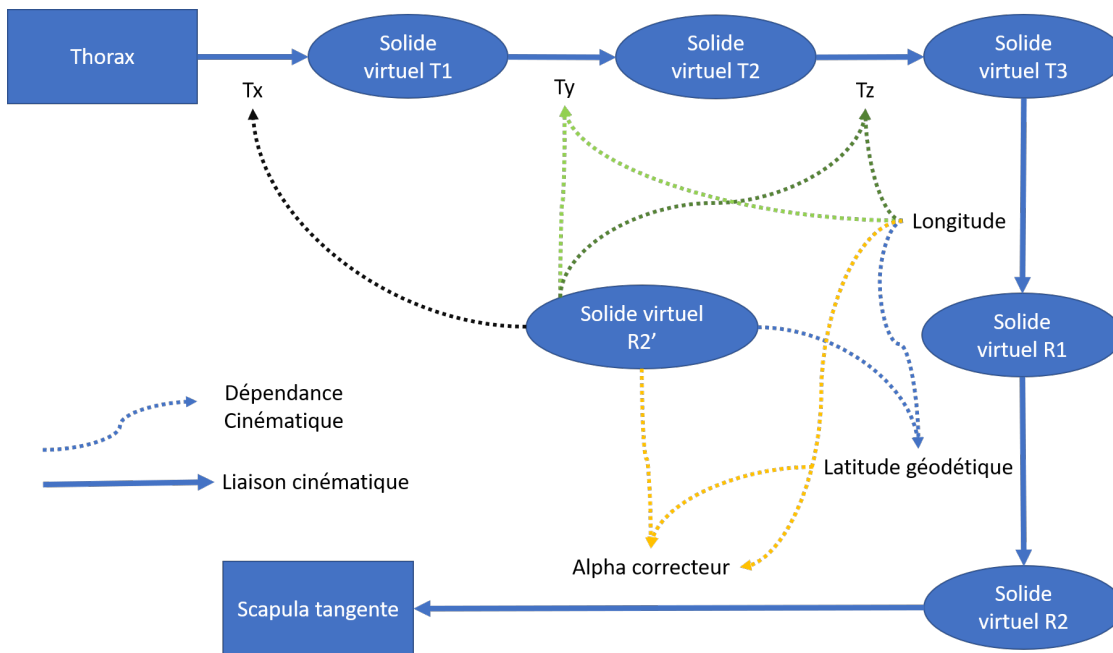 Thorax
Solide
virtuel T1
Solide
virtuel T2
Solide
virtuel T3
Tx
Ty
Tz
Longitude
Solide virtuel
R2’
Solide
virtuel R1
Dépendance
Cinématique
Liaison cinématique
Latitude géodétique
Alpha correcteur
Scapula tangente
Solide
virtuel R2